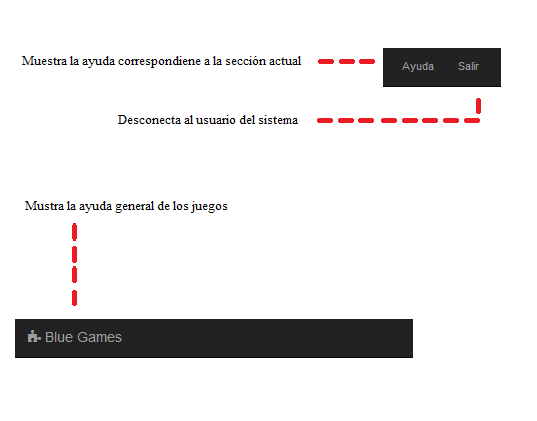 Muestra la ayuda correspondiene a la sección actual
Ayuda Salir
Desconecta al usuario del sistema
Mustra la ayuda general de los juegos
Blue Games